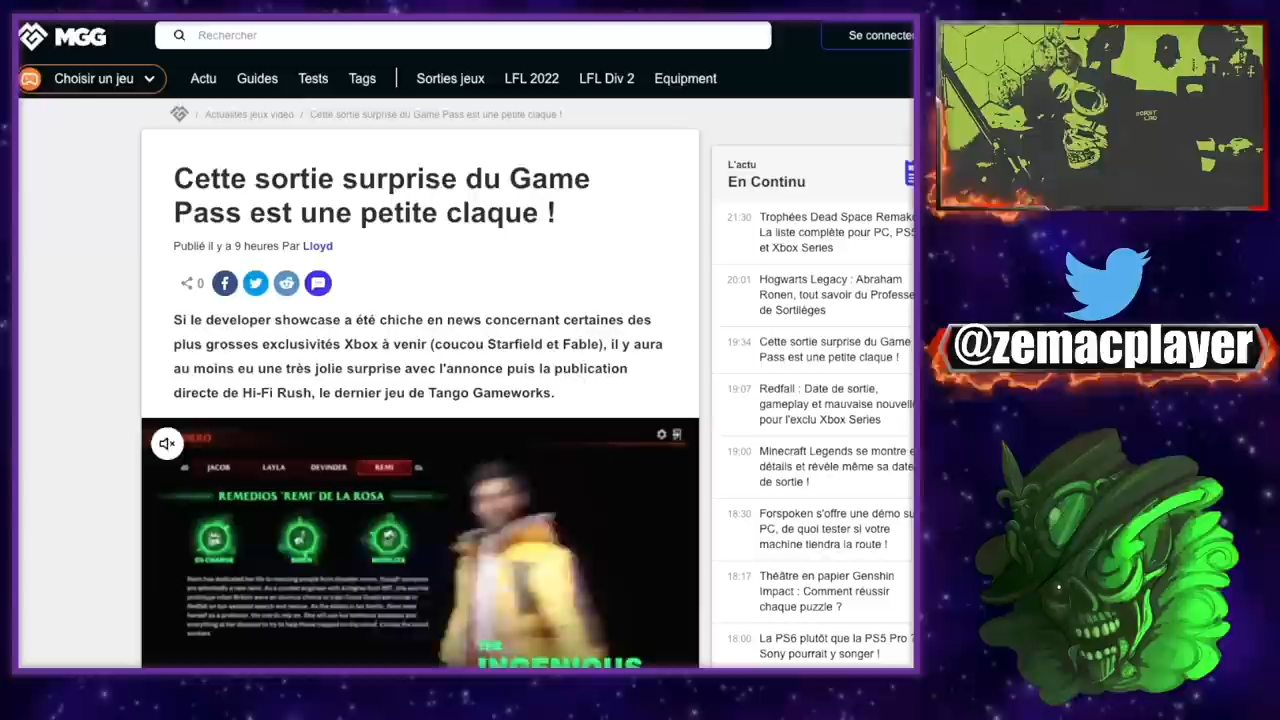 MGG
Rechercher
Se connecte
Choisir un jeu
Actu
Guides
Tests
Tags
Sorties jeux
LFL 2022
LFL Div 2
Equipment
/ Actualités jeux vidéo / Cette sortie surprise du Game Pass est une petite claque !
Cette sortie surprise du Game
Pass est une petite claque !
Publié il y a 9 heures Par Lloyd
0
Si le developer showcase a été chiche en news concernant certaines des
plus grosses exclusivités Xbox à venir (coucou Starfield et Fable), il y aura
au moins eu une très jolie surprise avec l'annonce puis la publication
directe de Hi-Fi Rush, le dernier jeu de Tango Gameworks.
JACOB
LAYLA
DEVINDER
REMI
REMEDIOS 'REMI' DE LA ROSA
THE
INGENIOUS
L'actu
En Continu
21:30 Trophées Dead Space Remak
La liste complète pour PC, PS5
et Xbox Series
20:01 Hogwarts Legacy : Abraham
Ronen, tout savoir du Professe
de Sortilèges
19:34 Cette sortie surprise du Game
Pass est une petite claque !
19:07 Redfall : Date de sortie,
gameplay et mauvaise nouvell
pour l'exclu Xbox Series
19:00 Minecraft Legends se montre e
détails et révèle même sa date
de sortie !
18:30 Forspoken s'offre une démo su
PC, de quoi tester si votre
machine tiendra la route !
18:17 Théâtre en papier Genshin
Impact : Comment réussir
chaque puzzle ?
18:00 La PS6 plutôt que la PS5 Pro ?
Sony pourrait y songer !
@zemacplayer